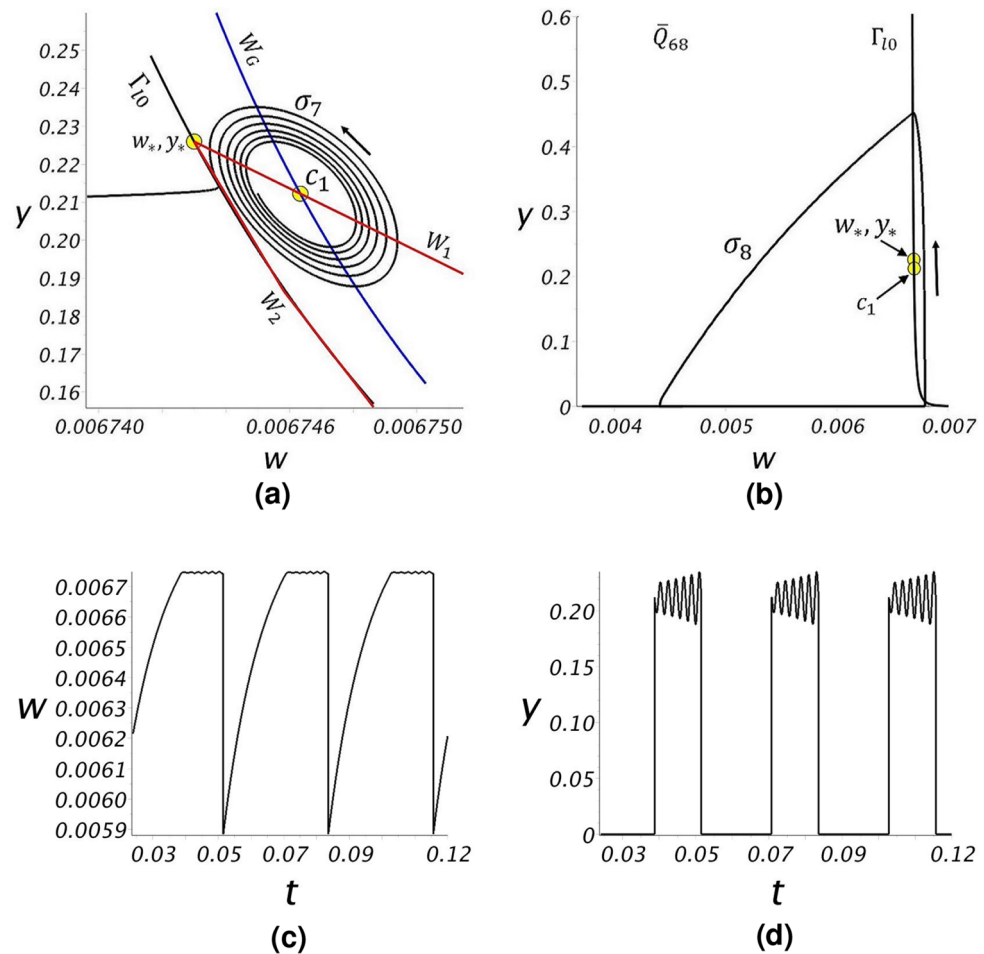 0.25
0.24
0.23
0.22
0.21
0.20
0.19
0.18
0.17
0.16
y
Γl0
W_G
σ₇
w*, y*
c₁
W₁
W₂
0.006740 0.006746 0.006750
w
(a)
0.6
0.5
0.4
0.3
0.2
0.1
0
y
Q̄₆₈
Γl0
σ₈
w*, y*
c₁
0.004 0.005 0.006 0.007
w
(b)
0.0067
0.0066
0.0065
0.0064
0.0063
0.0062
0.0061
0.0060
0.0059
w
0.03 0.05 0.07 0.09 0.12
t
(c)
0.20
0.15
0.10
0.05
0
y
0.03 0.05 0.07 0.09 0.12
t
(d)